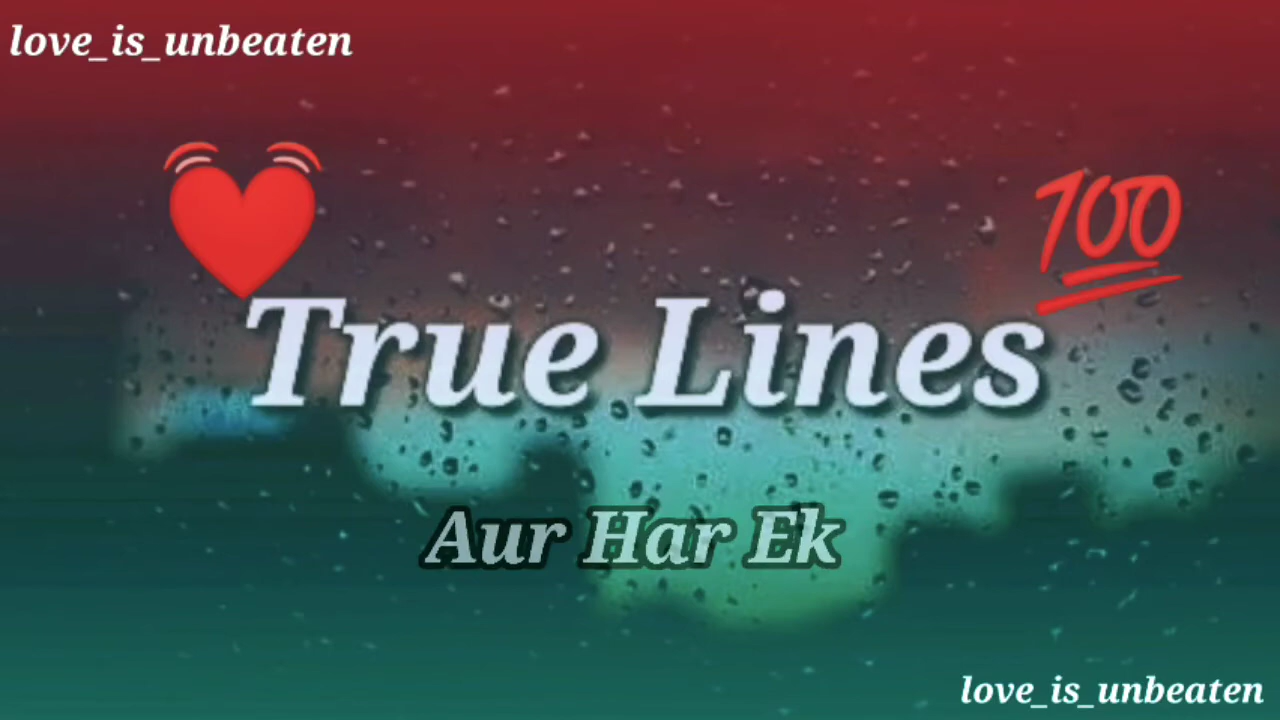 love_is_unbeaten
💓 💯
True Lines
Aur Har Ek
love_is_unbeaten